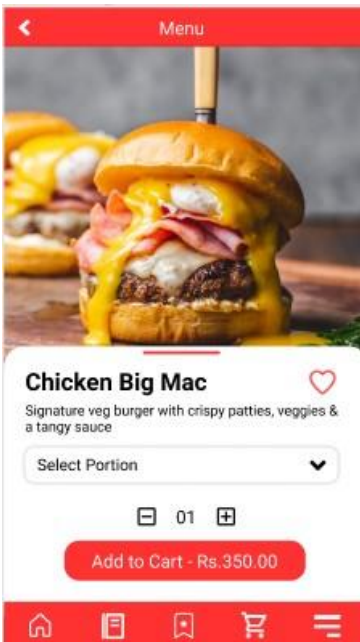 Menu
Chicken Big Mac
Signature veg burger with crispy patties, veggies &
a tangy sauce
Select Portion
01
Add to Cart - Rs.350.00